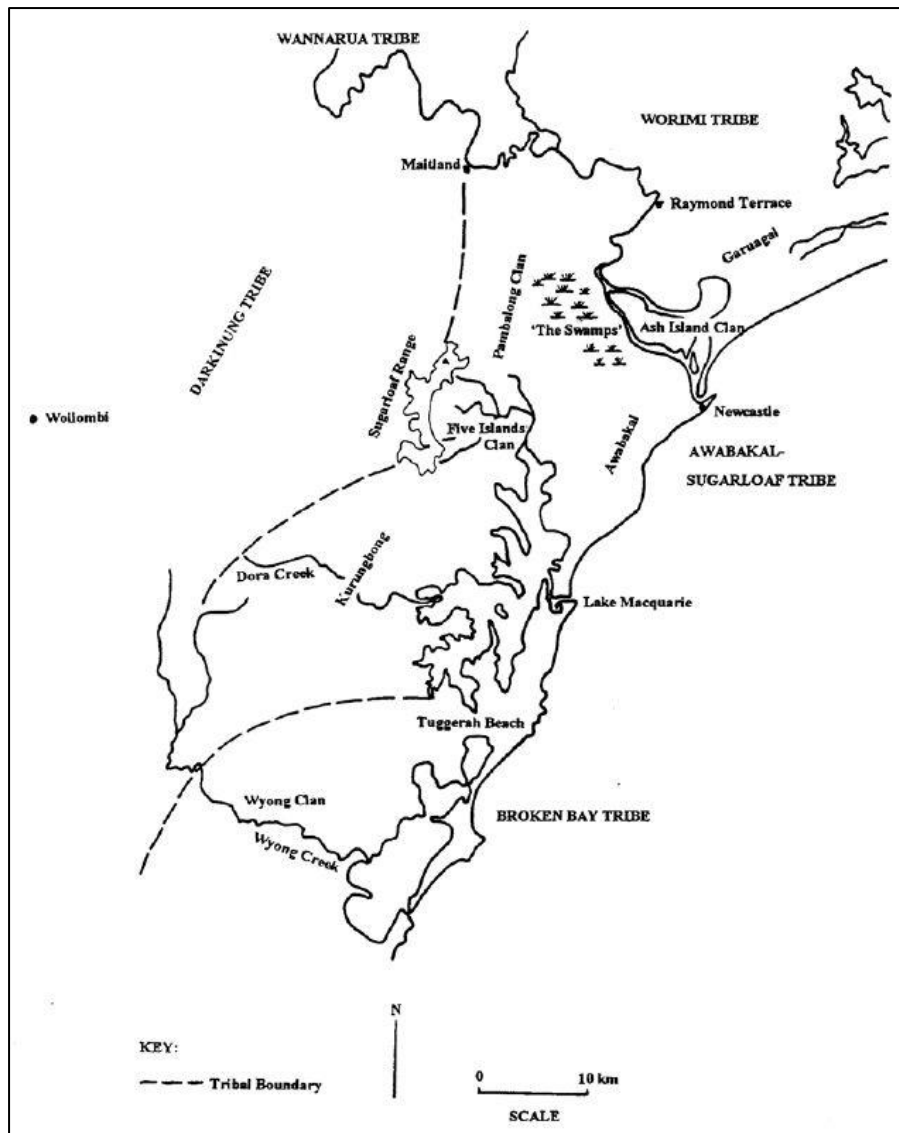 WANNARUA TRIBE
WORIMI TRIBE
Maitland
Raymond Terrace
Garuagal
DARKINUNG TRIBE
Pambalong Clan
'The Swamps'
Ash Island Clan
Sugarloaf Range
Wollombi
Newcastle
Five Islands
Clan
Awabakal
AWABAKAL-
SUGARLOAF TRIBE
Dora Creek
Kurungbong
Lake Macquarie
Tuggerah Beach
Wyong Clan
BROKEN BAY TRIBE
Wyong Creek
N
KEY:
Tribal Boundary
0 10 km
SCALE